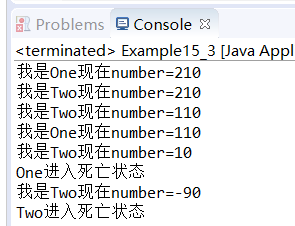 Problems Console
<terminated> Example15_3 [Java Appl
我是One现在number=210
我是Two现在number=210
我是Two现在number=110
我是One现在number=110
我是Two现在number=10
One进入死亡状态
我是Two现在number=-90
Two进入死亡状态